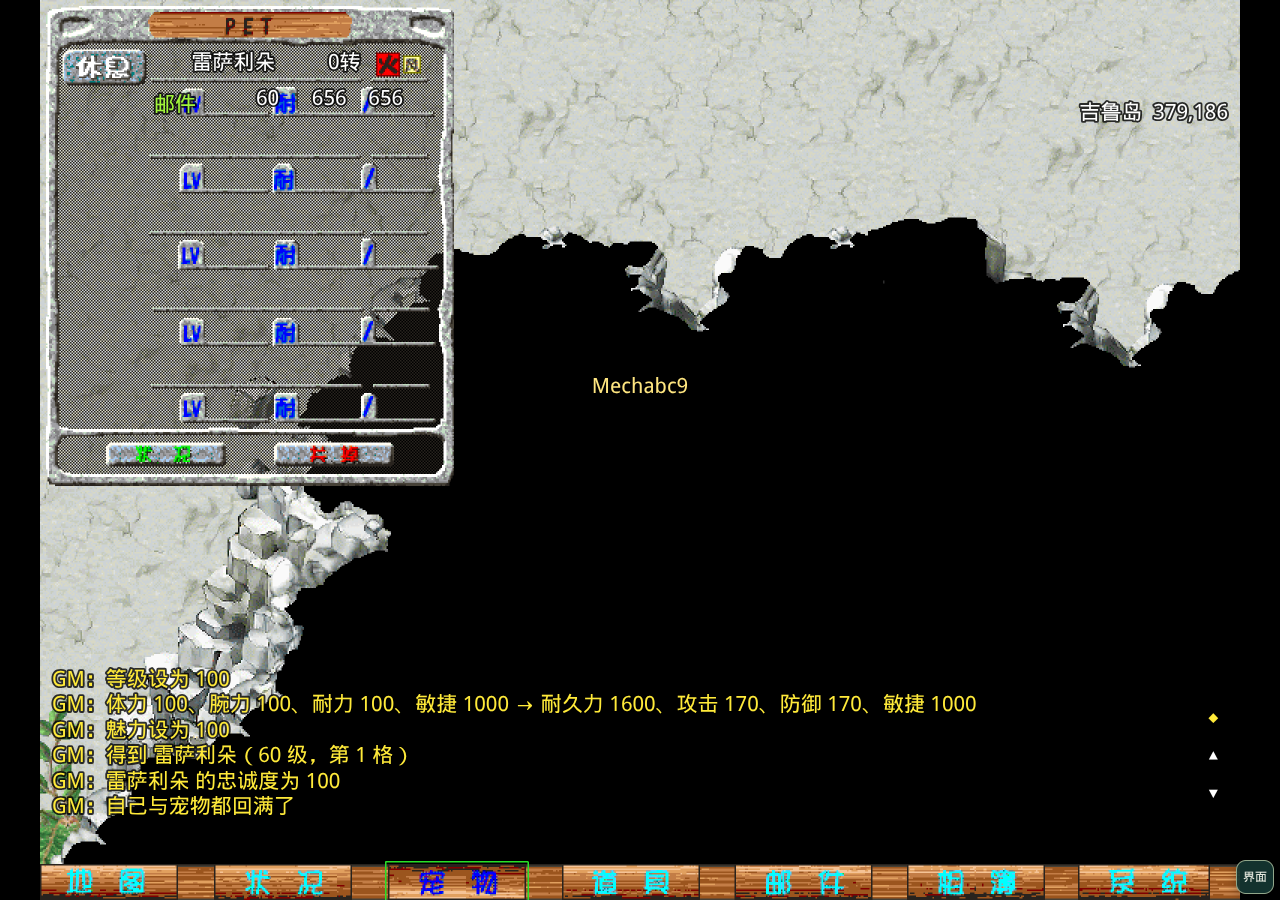 PET
休息 雷萨利朵 0转 火 风
邮件 60 耐 656 / 656
LV 耐 /
LV 耐 /
LV 耐 /
LV 耐 /
状况
吉鲁岛 379,186
Mechabc9
GM：等级设为 100
GM：体力 100、腕力 100、耐力 100、敏捷 1000 → 耐久力 1600、攻击 170、防御 170、敏捷 1000
GM：魅力设为 100
GM：得到 雷萨利朵（60 级，第 1 格）
GM：雷萨利朵 的忠诚度为 100
GM：自己与宠物都回满了
地图 状况 宠物 道具 邮件 相簿 系统
界面